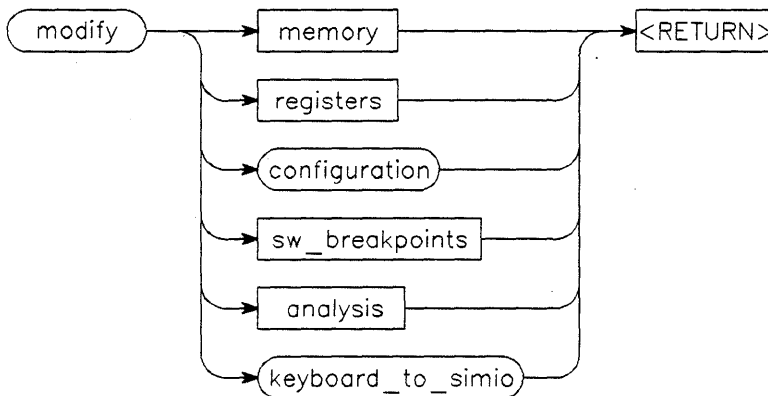 modify memory <RETURN>
registers
configuration
sw_breakpoints
analysis
keyboard_to_simio